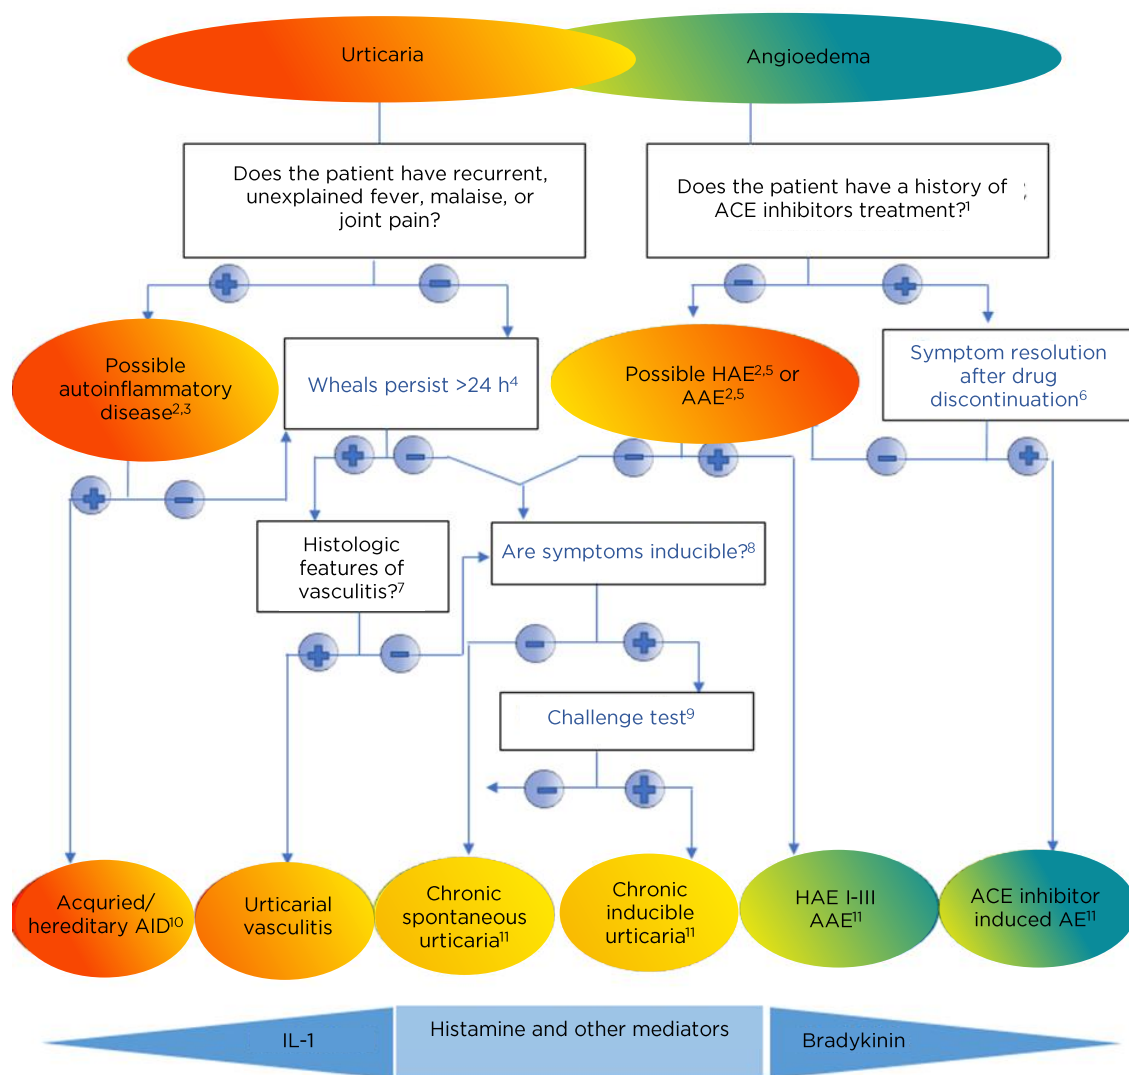 Urticaria
Angioedema
Does the patient have recurrent,
unexplained fever, malaise, or
joint pain?
Does the patient have a history of
ACE inhibitors treatment?¹
+
−
−
+
Possible
autoinflammatory
disease²,³
Wheals persist >24 h⁴
Possible HAE²,⁵ or
AAE²,⁵
Symptom resolution
after drug
discontinuation⁶
+
−
−
+
−
+
+
−
Histologic
features of
vasculitis?⁷
Are symptoms inducible?⁸
+
−
−
+
Challenge test⁹
−
+
Acquried/
hereditary AID¹⁰
Urticarial
vasculitis
Chronic
spontaneous
urticaria¹¹
Chronic
inducible
urticaria¹¹
HAE I-III
AAE¹¹
ACE inhibitor
induced AE¹¹
IL-1
Histamine and other mediators
Bradykinin